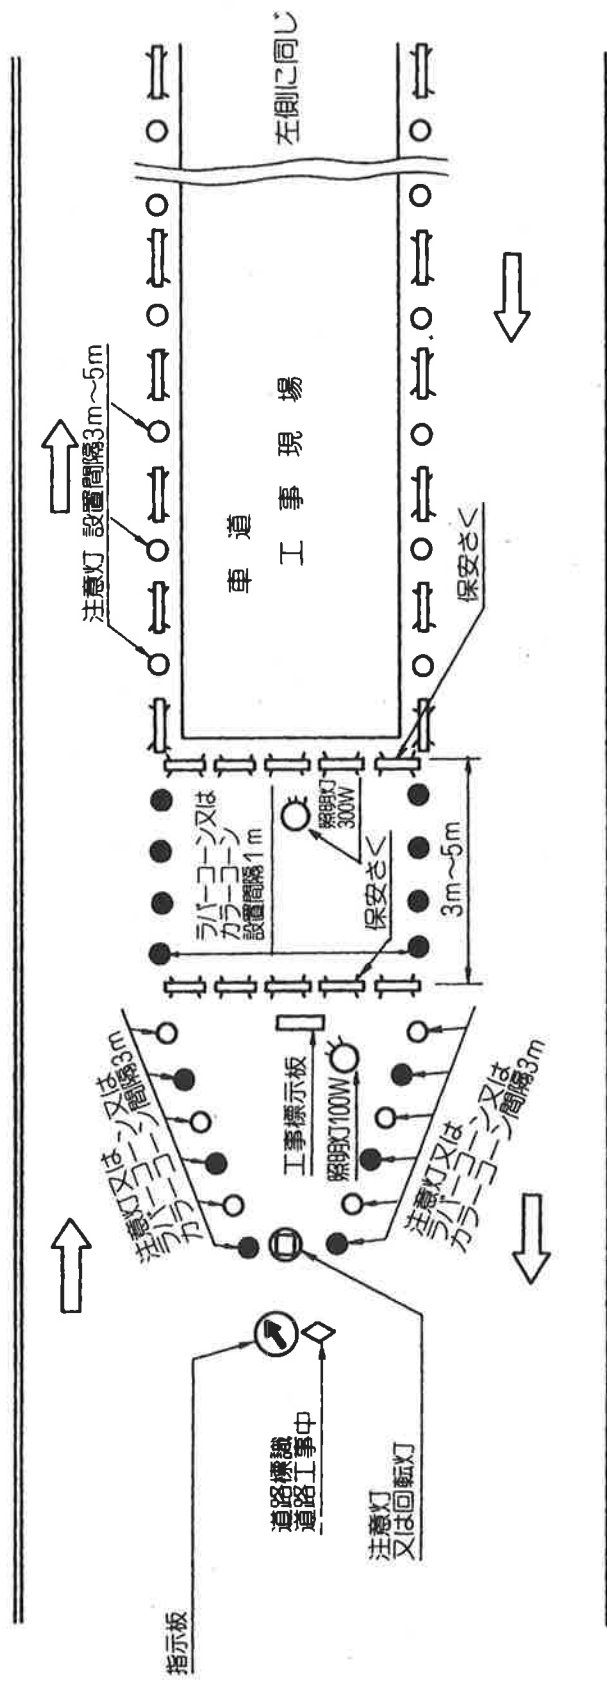 指示板
道路標識
道路工事中
注意灯
又は回転灯
注意灯又は
ラバーコーン又は
カラーコーン間隔3m
工事標示板
照明灯100W
注意灯又は
ラバーコーン又は
カラーコーン間隔3m
ラバーコーン又は
カラーコーン
設置間隔1m
照明灯
300W
保安さく
3m～5m
保安さく
注意灯 設置間隔3m～5m
車道
工事現場
左側に同じ